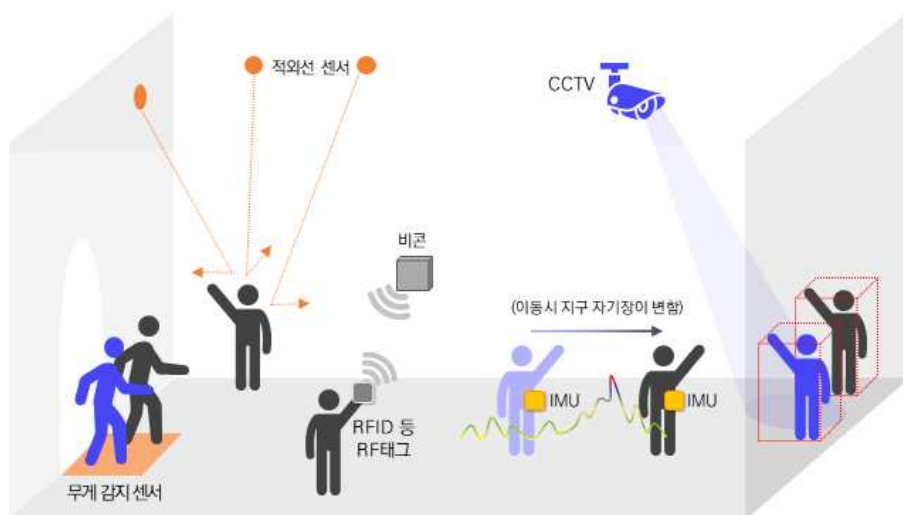 적외선 센서
CCTV
비콘
(이동시 지구 자기장이 변함)
IMU
IMU
RFID 등
RF태그
무게 감지 센서